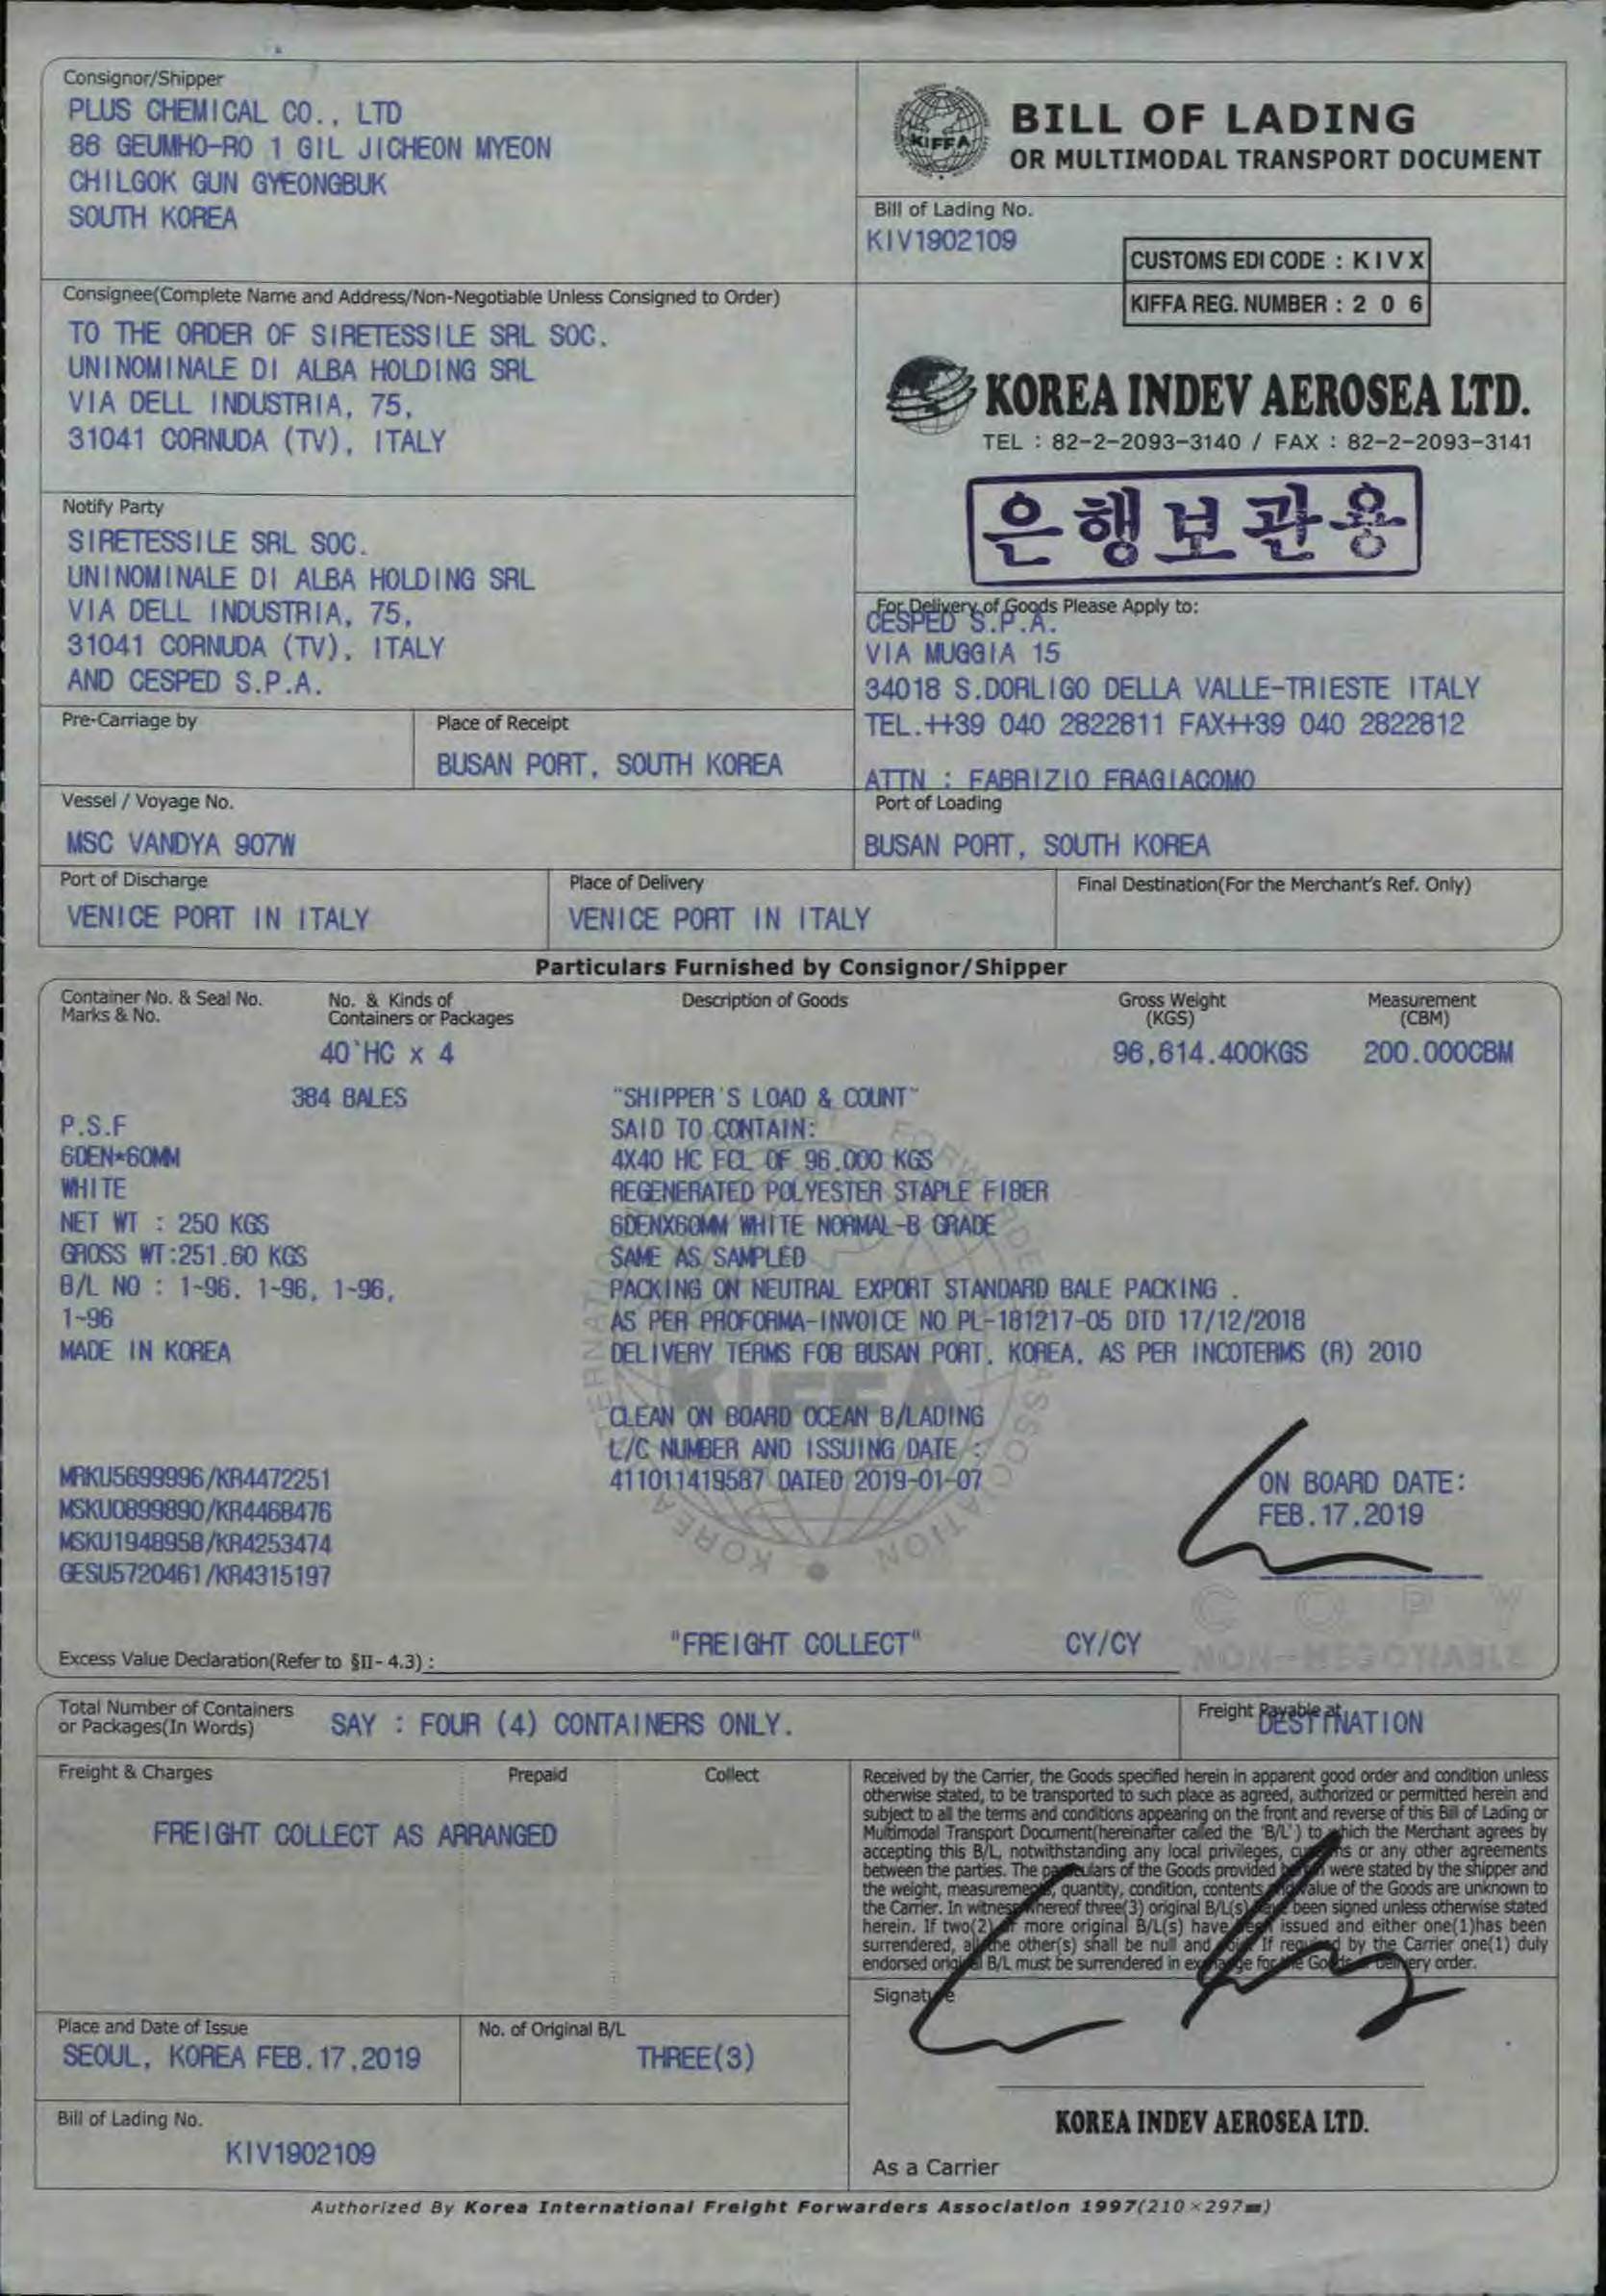 Consignor/Shipper
PLUS CHEMICAL CO., LTD
86 GEUMHO-RO 1 GIL JICHEON MYEON
CHILGOK GUN GYEONGBUK
SOUTH KOREA
KIFFA
BILL OF LADING
OR MULTIMODAL TRANSPORT DOCUMENT
Bill of Lading No.
KIV1902109
CUSTOMS EDI CODE : K I V X
KIFFA REG. NUMBER : 2 0 6
Consignee(Complete Name and Address/Non-Negotiable Unless Consigned to Order)
TO THE ORDER OF SIRETESSILE SRL SOC.
UNINOMINALE DI ALBA HOLDING SRL
VIA DELL INDUSTRIA, 75,
31041 CORNUDA (TV), ITALY
KOREA INDEV AEROSEA LTD.
TEL : 82-2-2093-3140 / FAX : 82-2-2093-3141
은행보관용
Notify Party
SIRETESSILE SRL SOC.
UNINOMINALE DI ALBA HOLDING SRL
VIA DELL INDUSTRIA, 75,
31041 CORNUDA (TV), ITALY
AND CESPED S.P.A.
For Delivery of Goods Please Apply to:
CESPED S.P.A.
VIA MUGGIA 15
34018 S.DORLIGO DELLA VALLE-TRIESTE ITALY
TEL.++39 040 2822811 FAX++39 040 2822812
ATTN : FABRIZIO FRAGIACOMO
Pre-Carriage by
Place of Receipt
BUSAN PORT, SOUTH KOREA
Vessel / Voyage No.
MSC VANDYA 907W
Port of Loading
BUSAN PORT, SOUTH KOREA
Port of Discharge
VENICE PORT IN ITALY
Place of Delivery
VENICE PORT IN ITALY
Final Destination(For the Merchant's Ref. Only)
Particulars Furnished by Consignor/Shipper
Container No. & Seal No.
Marks & No.
No. & Kinds of
Containers or Packages
Description of Goods
Gross Weight
(KGS)
Measurement
(CBM)
40'HC x 4
96,614.400KGS
200.000CBM
384 BALES
"SHIPPER'S LOAD & COUNT"
P.S.F
SAID TO CONTAIN:
6DEN*60MM
4X40 HC FCL OF 96.000 KGS
WHITE
REGENERATED POLYESTER STAPLE FIBER
NET WT : 250 KGS
6DENX60MM WHITE NORMAL-B GRADE
GROSS WT:251.60 KGS
SAME AS SAMPLED
B/L NO : 1~96, 1~96, 1~96,
PACKING ON NEUTRAL EXPORT STANDARD BALE PACKING .
1~96
AS PER PROFORMA-INVOICE NO PL-181217-05 DTD 17/12/2018
MADE IN KOREA
DELIVERY TERMS FOB BUSAN PORT, KOREA, AS PER INCOTERMS (R) 2010
KIFFA
CLEAN ON BOARD OCEAN B/LADING
L/C NUMBER AND ISSUING DATE :
411011419587 DATED 2019-01-07
MRKU5699996/KR4472251
MSKU0899890/KR4468476
MSKU1948958/KR4253474
GESU5720461/KR4315197
ON BOARD DATE:
FEB.17,2019
COPY
NON-NEGOTIABLE
"FREIGHT COLLECT"
CY/CY
Excess Value Declaration(Refer to §II- 4.3) :
Total Number of Containers
or Packages(In Words)
SAY : FOUR (4) CONTAINERS ONLY.
Freight Payable at
DESTINATION
Freight & Charges
Prepaid
Collect
FREIGHT COLLECT AS ARRANGED
Received by the Carrier, the Goods specified herein in apparent good order and condition unless
otherwise stated, to be transported to such place as agreed, authorized or permitted herein and
subject to all the terms and conditions appearing on the front and reverse of this Bill of Lading or
Multimodal Transport Document(hereinafter called the 'B/L') to which the Merchant agrees by
accepting this B/L, notwithstanding any local privileges, customs or any other agreements
between the parties. The particulars of the Goods provided herein were stated by the shipper and
the weight, measurement, quantity, condition, contents and value of the Goods are unknown to
the Carrier. In witness whereof three(3) original B/L(s) have been signed unless otherwise stated
herein. If two(2) or more original B/L(s) have been issued and either one(1)has been
surrendered, all the other(s) shall be null and void. If required by the Carrier one(1) duly
endorsed original B/L must be surrendered in exchange for the Goods or delivery order.
Signature
Place and Date of Issue
SEOUL, KOREA FEB.17,2019
No. of Original B/L
THREE(3)
Bill of Lading No.
KIV1902109
KOREA INDEV AEROSEA LTD.
As a Carrier
Authorized By Korea International Freight Forwarders Association 1997(210×297㎜)